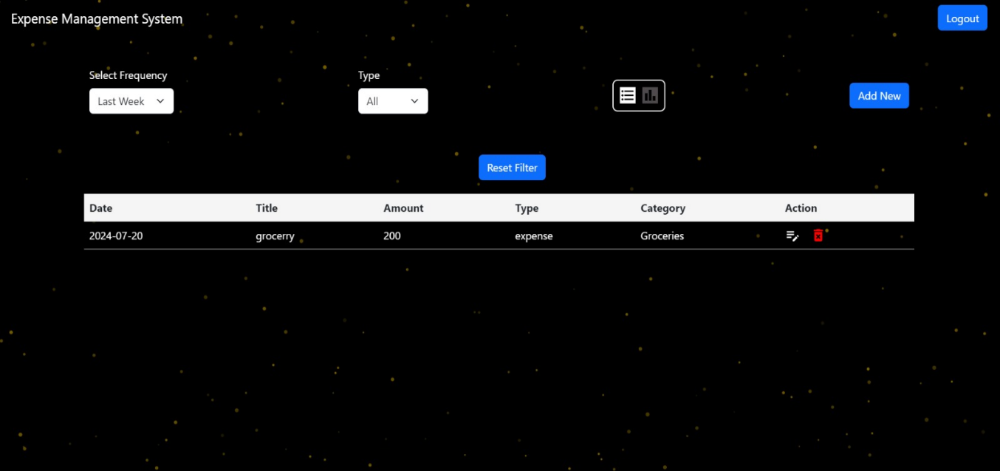 Expense Management System Logout
Select Frequency Type
Last Week All Add New
Reset Filter
Date Title Amount Type Category Action
2024-07-20 grocerry 200 expense Groceries